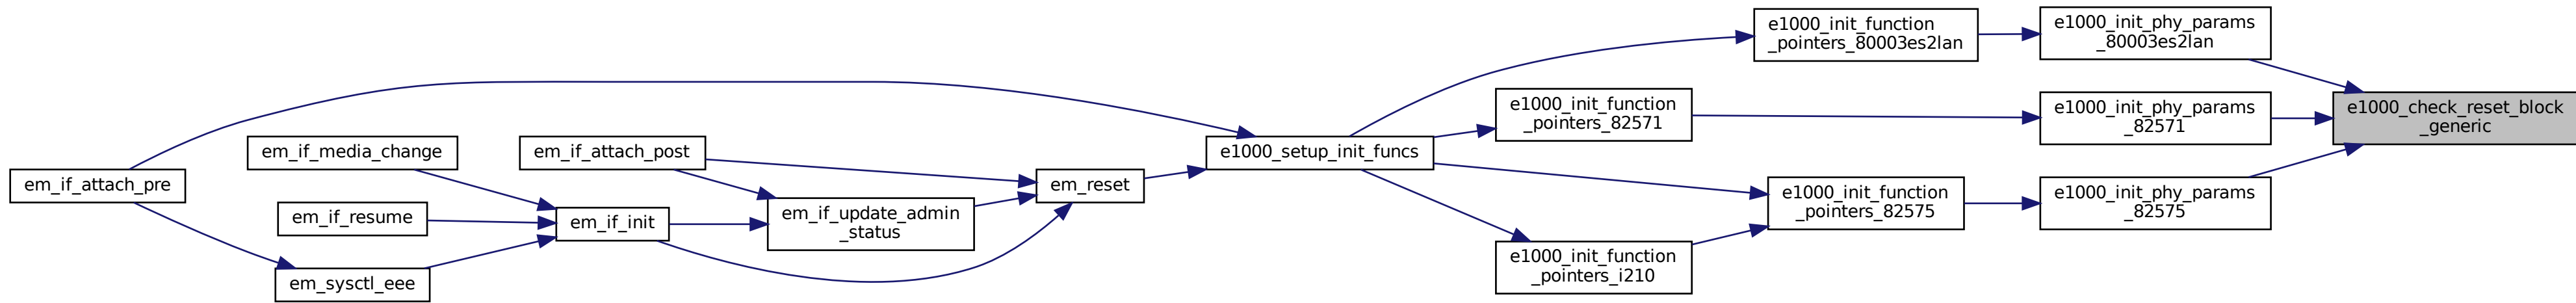 em_if_attach_pre
em_if_media_change
em_if_resume
em_sysctl_eee
em_if_attach_post
em_if_init
em_if_update_admin
_status
em_reset
e1000_setup_init_funcs
e1000_init_function
_pointers_80003es2lan
e1000_init_function
_pointers_82571
e1000_init_function
_pointers_82575
e1000_init_function
_pointers_i210
e1000_init_phy_params
_80003es2lan
e1000_init_phy_params
_82571
e1000_init_phy_params
_82575
e1000_check_reset_block
_generic